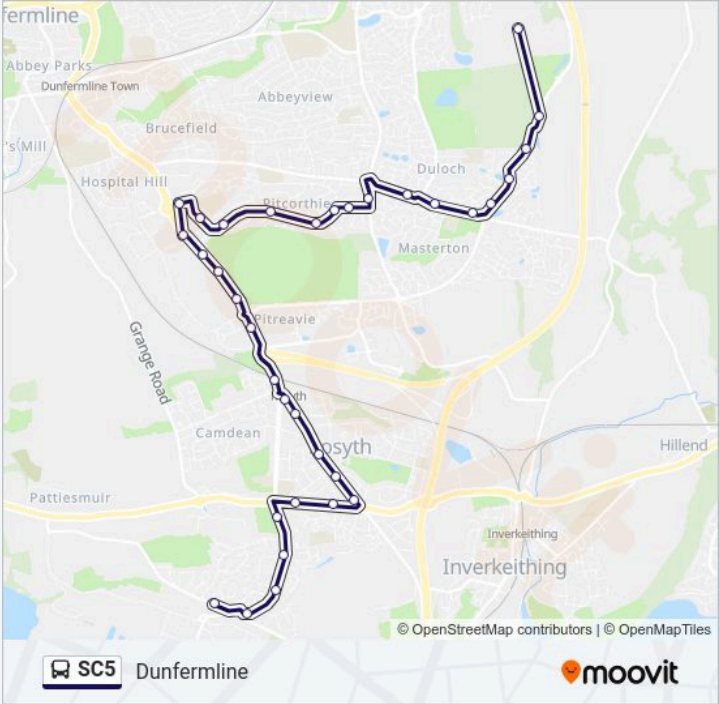 fermline
Abbey Parks
Dunfermline Town
Abbeyview
Brucefield
's Mill
Duloch
Hospital Hill
Pitcorthie
Masterton
Pitreavie
Grange Road
Camdean
osyth
Hillend
Pattiesmuir
Inverkeithing
Inverkeithing
© OpenStreetMap contributors | © OpenMapTiles
SC5 Dunfermline
moovit